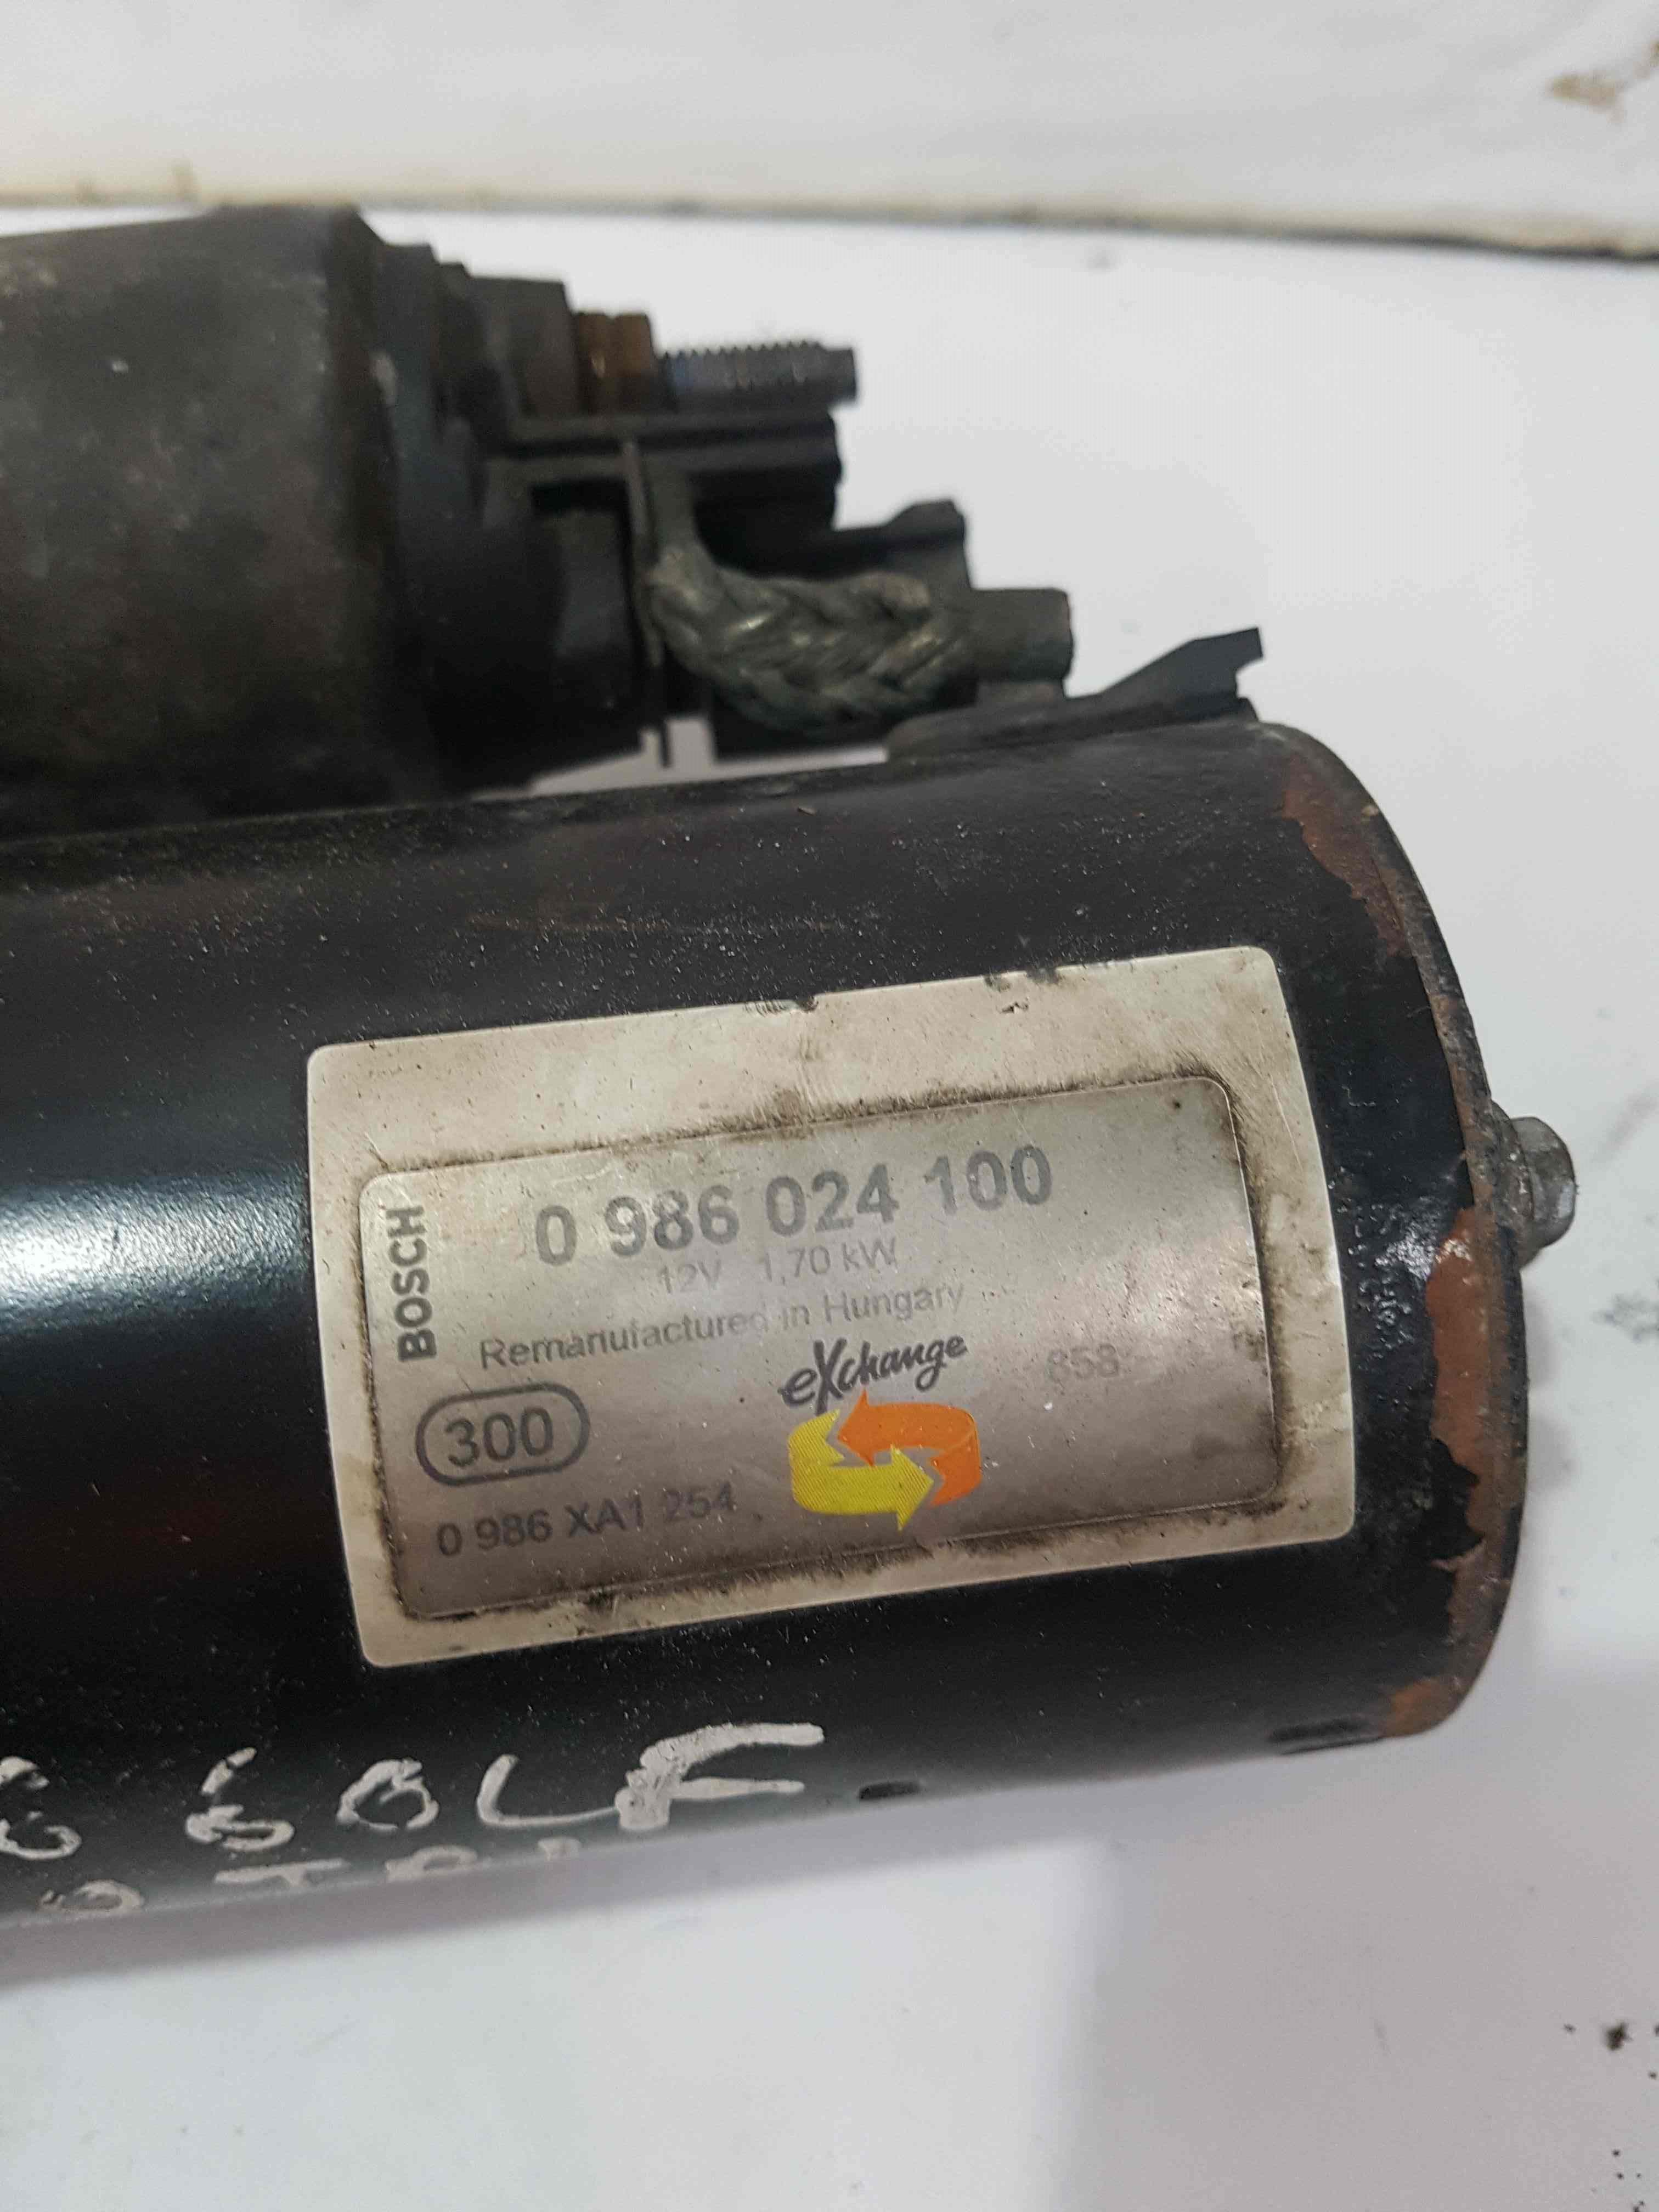 BOSCH
0 986 024 100
12V 1,70 kW
Remanufactured in Hungary
eXchange
858
300
0 986 XA1 254
GOLF